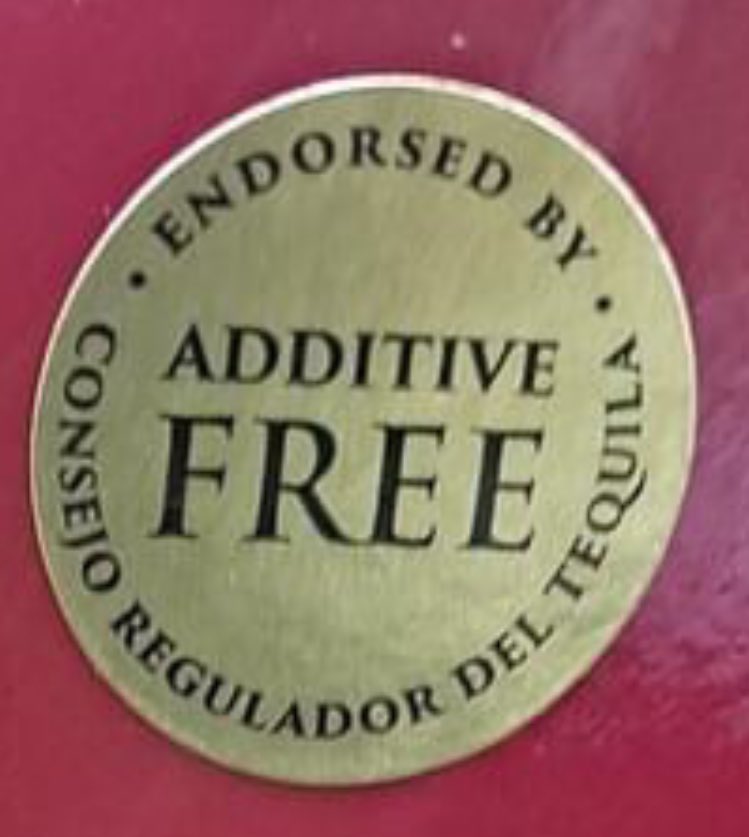 • ENDORSED BY •
ADDITIVE
FREE
CONSEJO REGULADOR DEL TEQUILA